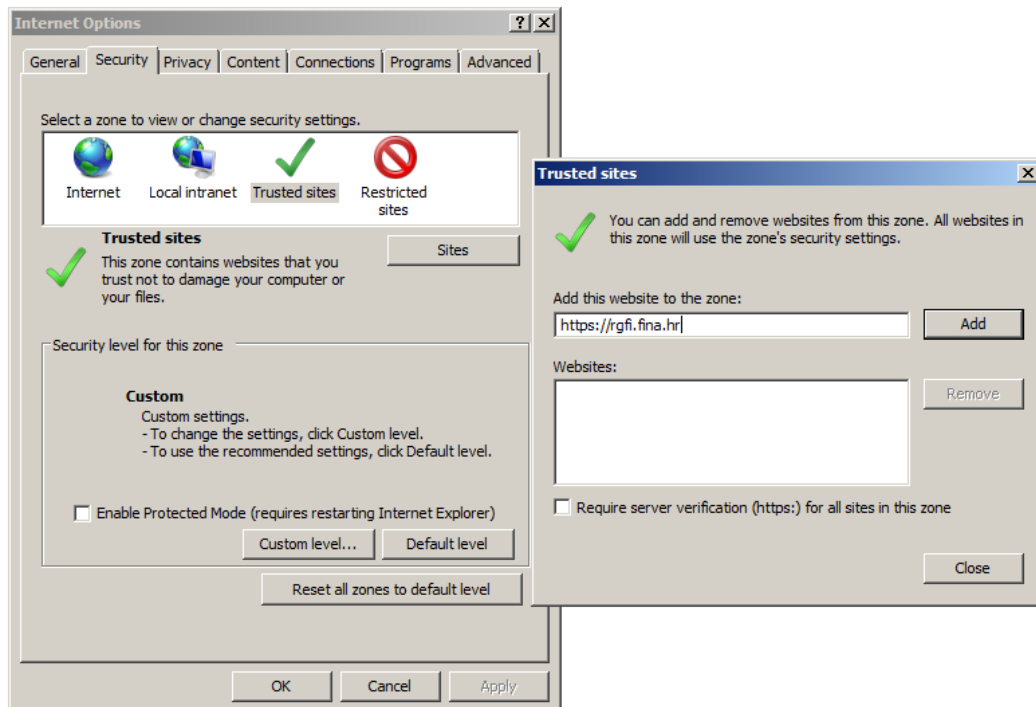 Internet Options
General Security Privacy Content Connections Programs Advanced
Select a zone to view or change security settings.
Internet
Local intranet
Trusted sites
Restricted
sites
Trusted sites
This zone contains websites that you
trust not to damage your computer or
your files.
Sites
Security level for this zone
Custom
Custom settings.
- To change the settings, click Custom level.
- To use the recommended settings, click Default level.
Enable Protected Mode (requires restarting Internet Explorer)
Custom level...
Default level
Reset all zones to default level
OK
Cancel
Apply
Trusted sites
You can add and remove websites from this zone. All websites in
this zone will use the zone's security settings.
Add this website to the zone:
https://rgfi.fina.hr
Add
Websites:
Remove
Require server verification (https:) for all sites in this zone
Close